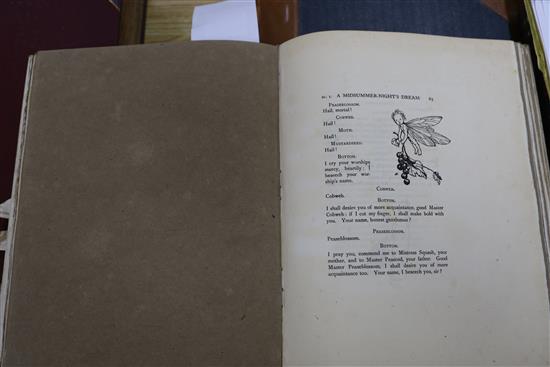 SC. I. A MIDSUMMER-NIGHT'S DREAM 63
PEASEBLOSSOM.
Hail, mortal!
COBWEB.
Hail!
MOTH.
Hail!
MUSTARDSEED.
Hail!
BOTTOM.
I cry your worships
mercy, heartily: I
beseech your wor-
ship's name.
COBWEB.
Cobweb.
BOTTOM.
I shall desire you of more acquaintance, good Master
Cobweb: if I cut my finger, I shall make bold with
you. Your name, honest gentleman?
PEASEBLOSSOM.
Peaseblossom.
BOTTOM.
I pray you, commend me to Mistress Squash, your
mother, and to Master Peascod, your father. Good
Master Peaseblossom, I shall desire you of more
acquaintance too. Your name, I beseech you, sir?